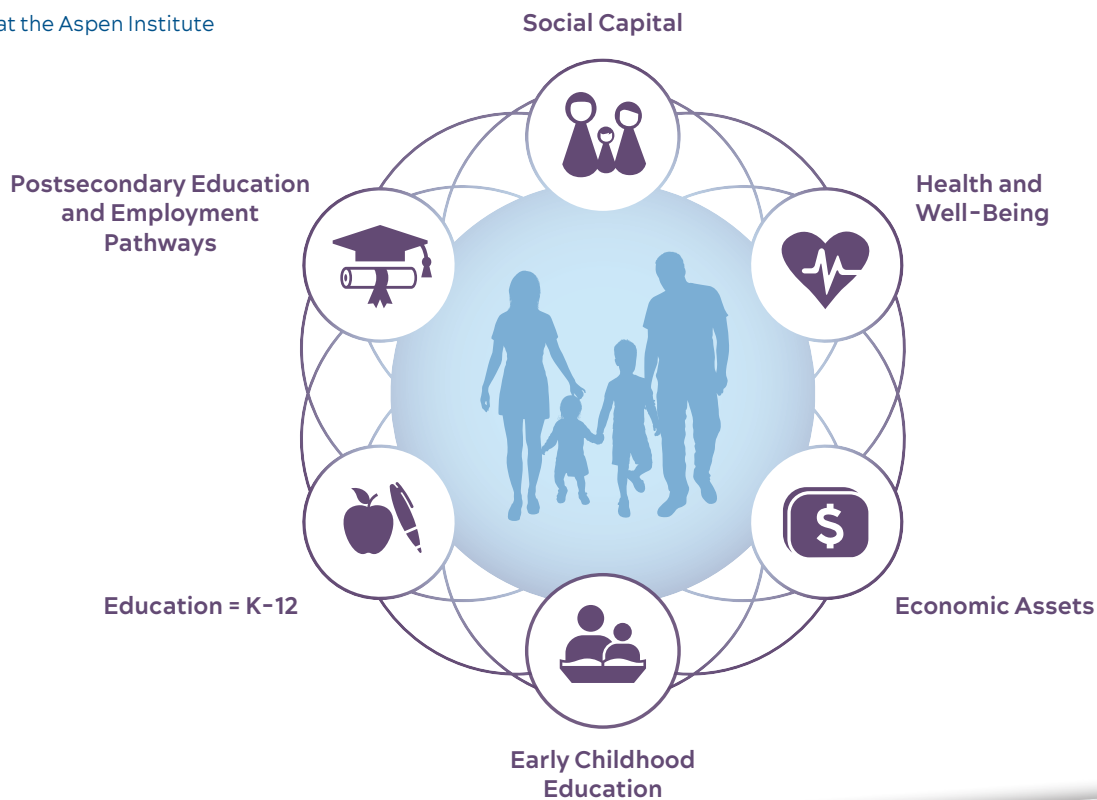 at the Aspen Institute
Social Capital
Postsecondary Education
and Employment
Pathways
Health and
Well-Being
$
Education = K-12
Economic Assets
Early Childhood
Education